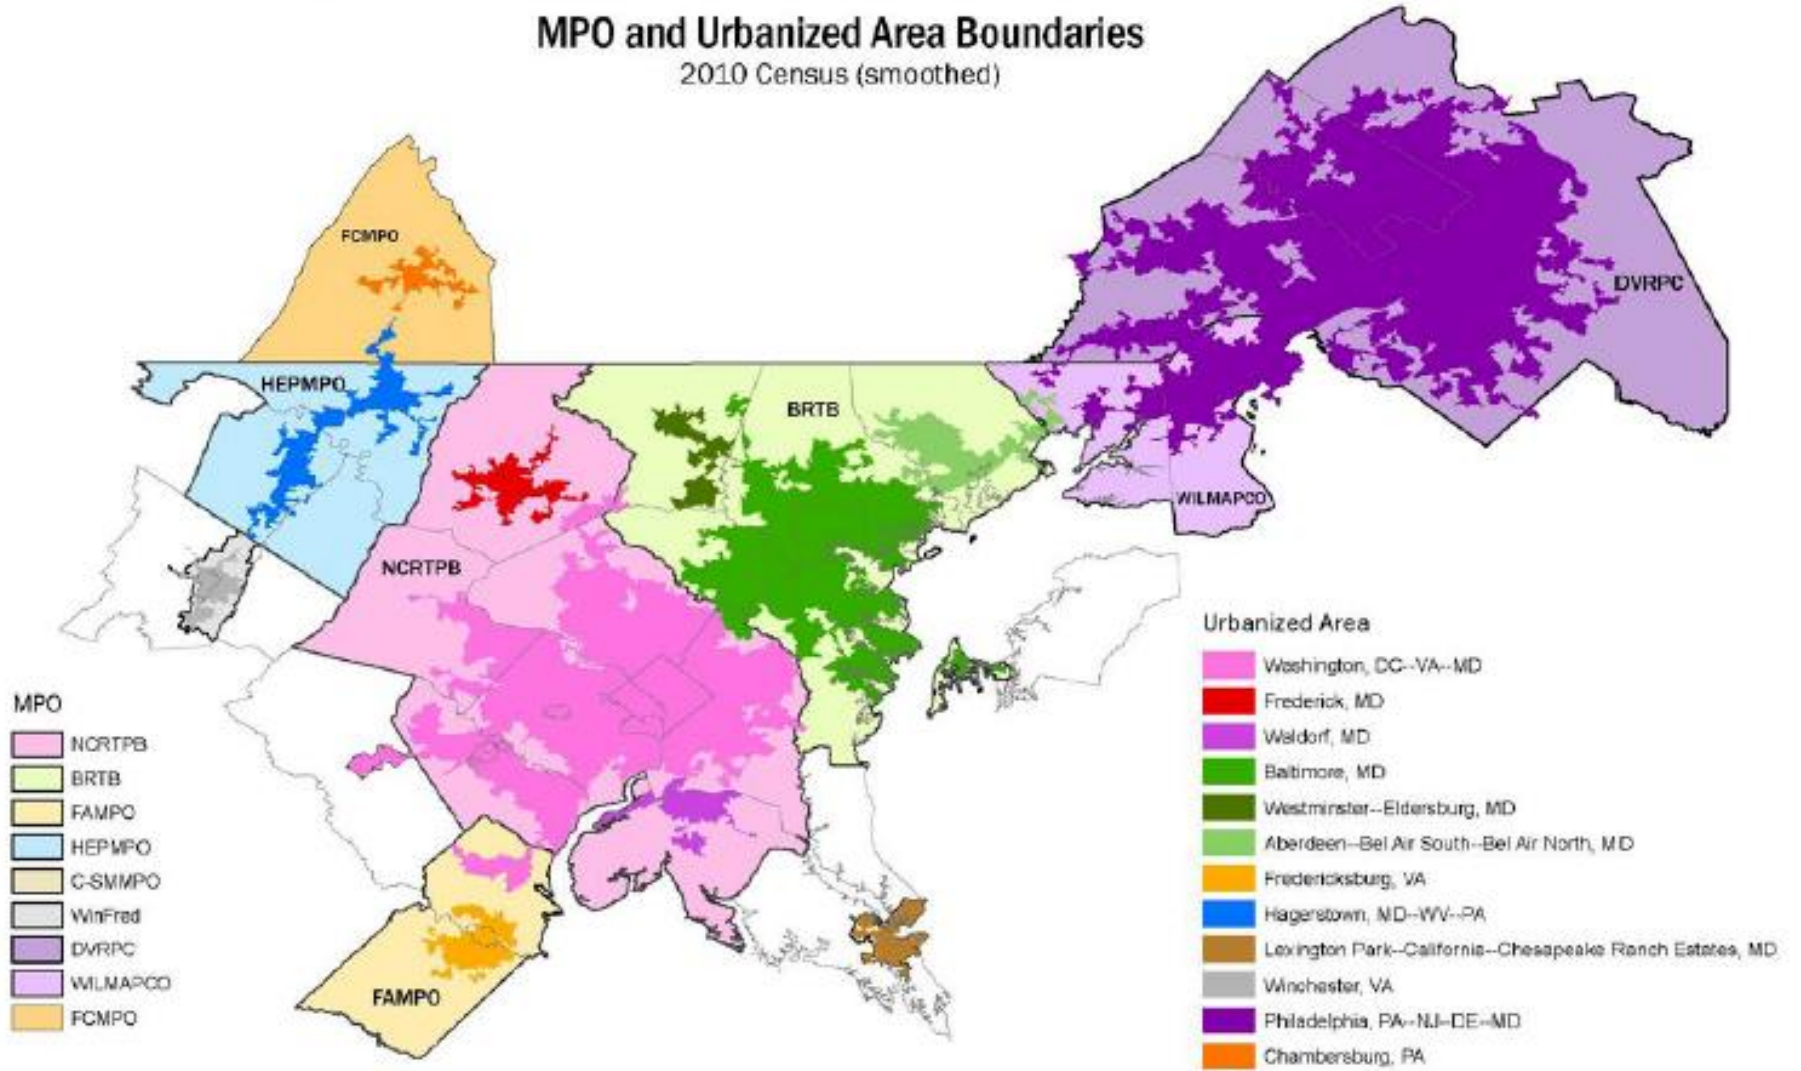 MPO and Urbanized Area Boundaries
2010 Census (smoothed)
FCMPO
DVRPC
HEPMPO
BRTB
WILMAPCO
NCRTPB
FAMPO
MPO
NCRTPB
BRTB
FAMPO
HEPMPO
C-SMMPO
WinFred
DVRPC
WILMAPCO
FCMPO
Urbanized Area
Washington, DC--VA--MD
Frederick, MD
Waldorf, MD
Baltimore, MD
Westminster--Eldersburg, MD
Aberdeen--Bel Air South--Bel Air North, MD
Fredericksburg, VA
Hagerstown, MD--WV--PA
Lexington Park--California--Chesapeake Ranch Estates, MD
Winchester, VA
Philadelphia, PA--NJ--DE--MD
Chambersburg, PA